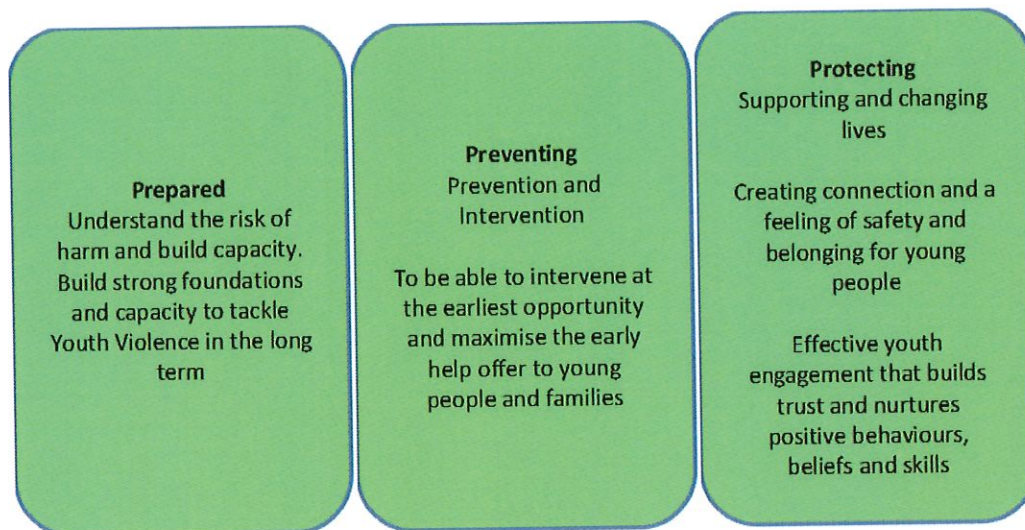 Prepared
Understand the risk of
harm and build capacity.
Build strong foundations
and capacity to tackle
Youth Violence in the long
term
Preventing
Prevention and
Intervention
To be able to intervene at
the earliest opportunity
and maximise the early
help offer to young
people and families
Protecting
Supporting and changing
lives
Creating connection and a
feeling of safety and
belonging for young
people
Effective youth
engagement that builds
trust and nurtures
positive behaviours,
beliefs and skills